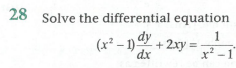 28 Solve the differential equation
(x² – 1) dy/dx + 2xy = 1/(x² – 1).